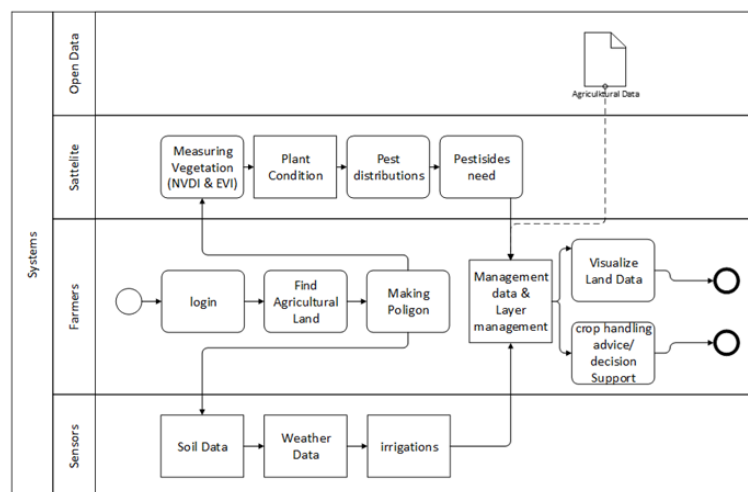 Systems
Open Data
Agricultural Data
Sattelite
Measuring
Vegetation
(NVDI & EVI)
Plant
Condition
Pest
distributions
Pestisides
need
Farmers
login
Find
Agricultural
Land
Making
Poligon
Management
data &
Layer
management
Visualize
Land Data
crop handling
advice/
decision
Support
Sensors
Soil Data
Weather
Data
irrigations